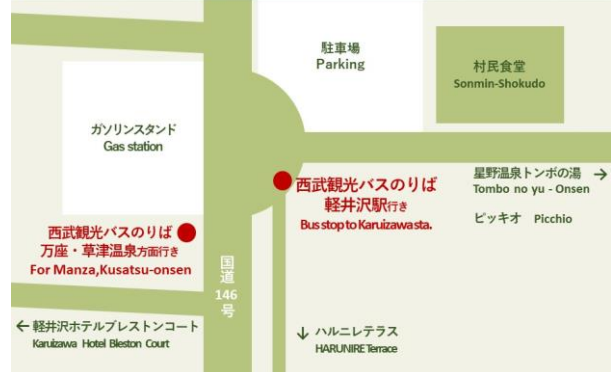 駐車場
Parking
村民食堂
Sonmin-Shokudo
ガソリンスタンド
Gas station
西武観光バスのりば
軽井沢駅行き
Bus stop to Karuizawa sta.
星野温泉トンボの湯 →
Tombo no yu - Onsen
ピッキオ Picchio
西武観光バスのりば
万座・草津温泉方面行き
For Manza,Kusatsu-onsen
国道
146
号
← 軽井沢ホテルブレストンコート
Karuizawa Hotel Bleston Court
↓ ハルニレテラス
HARUNIRE Terrace